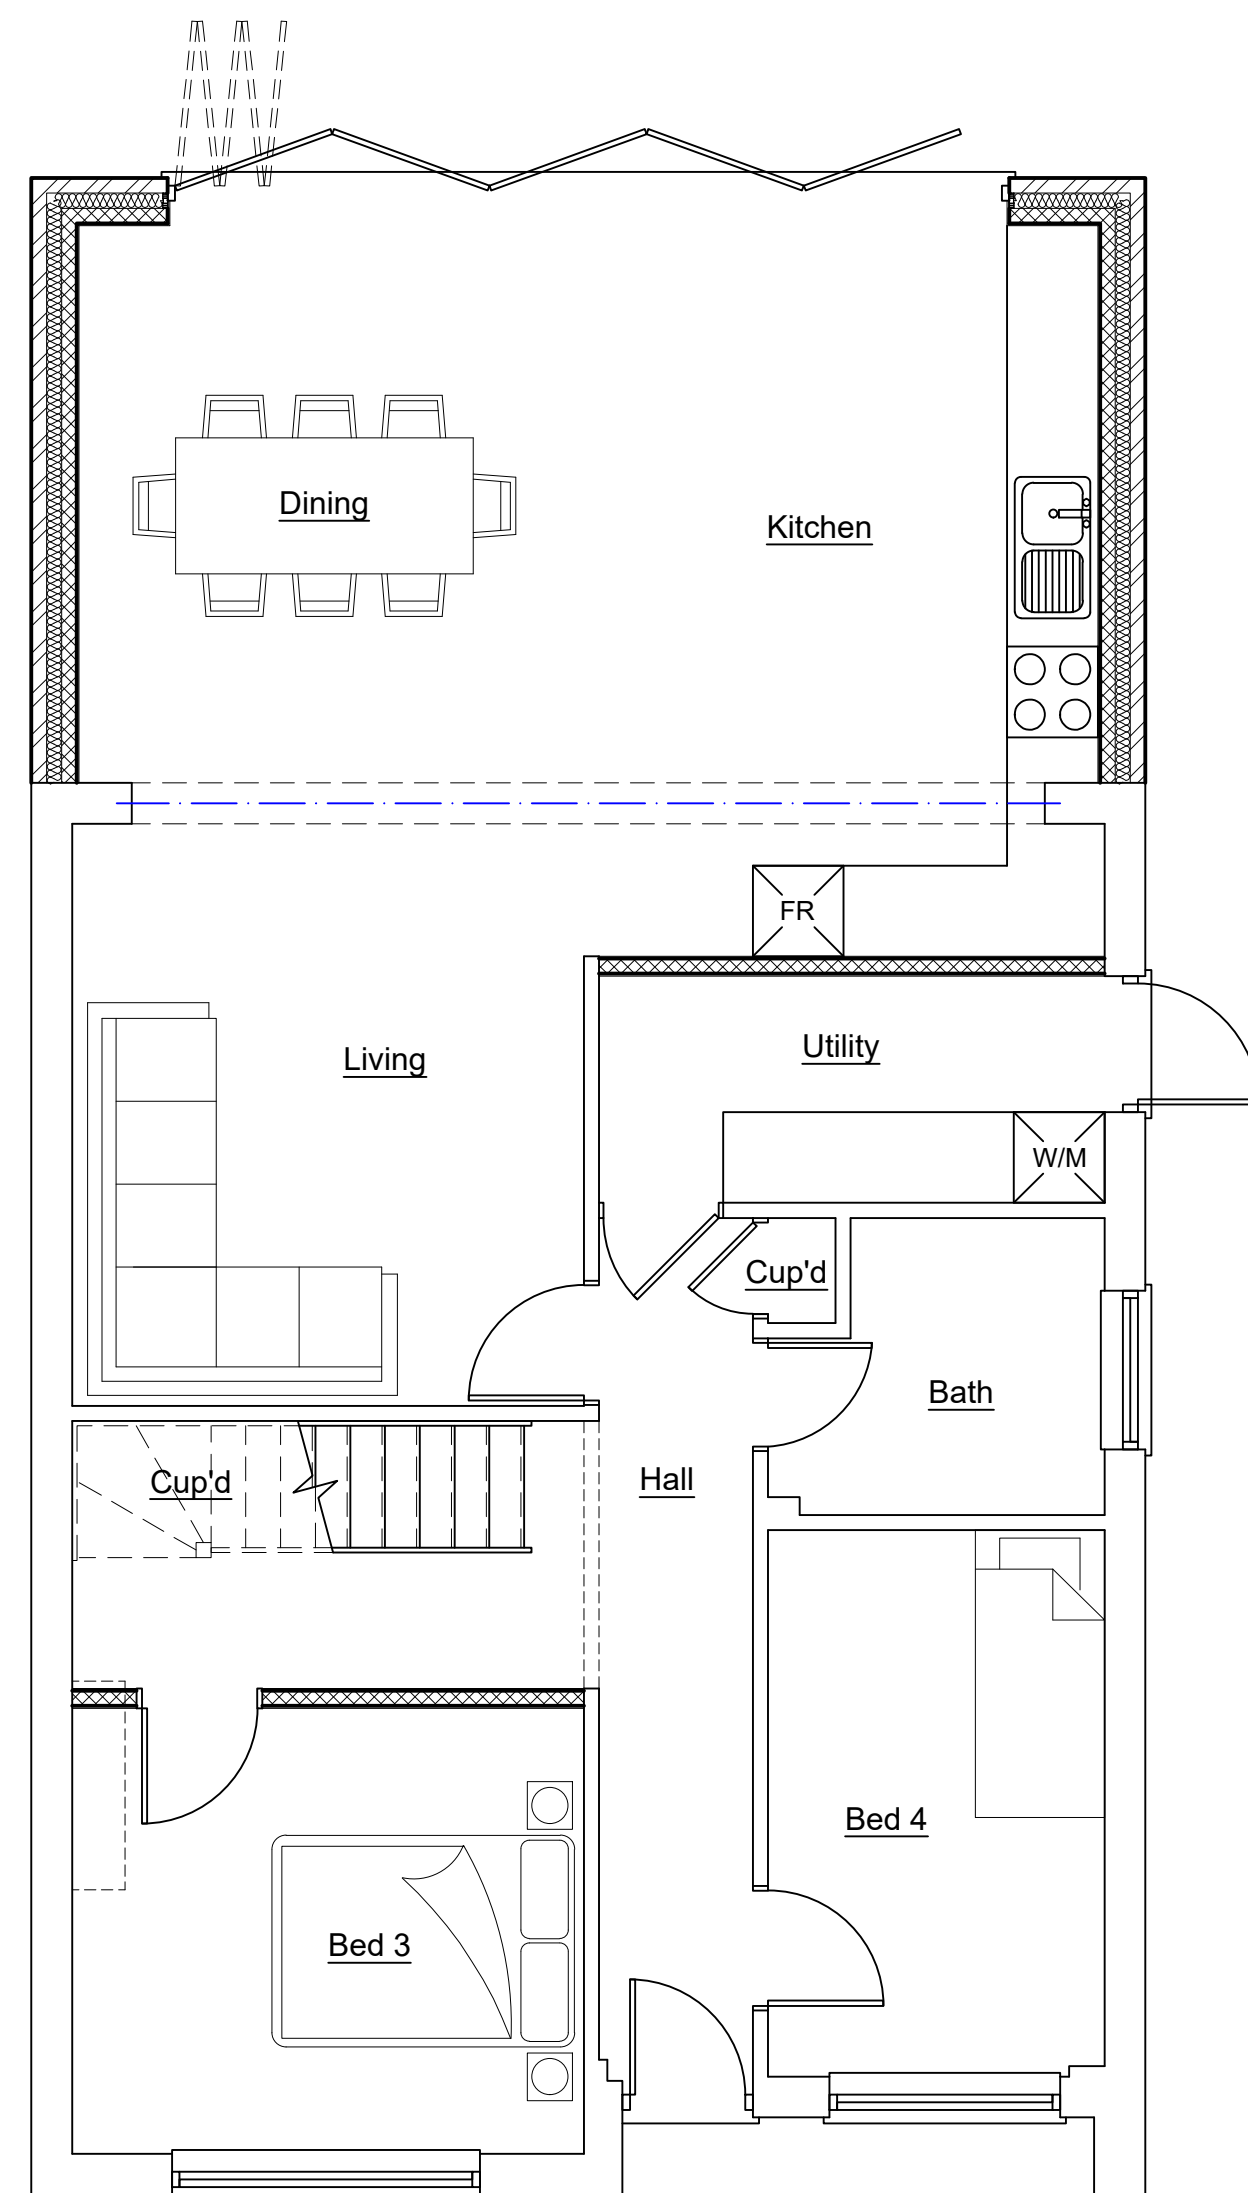 Dining
Kitchen
FR
Living
Utility
W/M
Cup'd
Bath
Hall
Cup'd
Bed 4
Bed 3